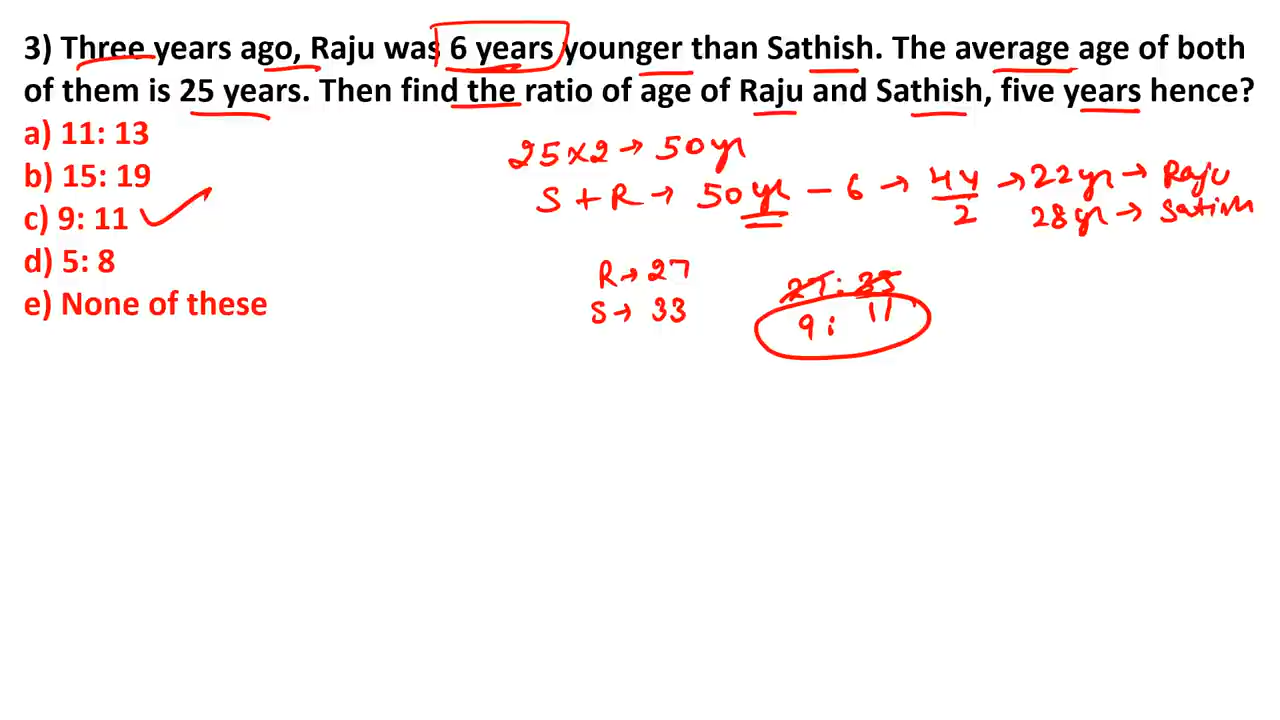 3) Three years ago, Raju was 6 years younger than Sathish. The average age of both
of them is 25 years. Then find the ratio of age of Raju and Sathish, five years hence?
a) 11: 13
b) 15: 19
c) 9: 11
d) 5: 8
e) None of these
25×2→50yr
S+R→50yr-6→44/2→22yr→Raju
28yr→Satish
R→27
S→33
27:33
9:11